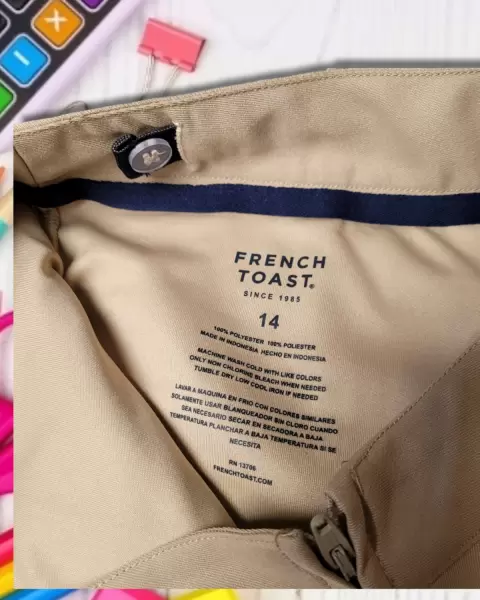 FRENCH
TOAST®
SINCE 1985
14
100% POLYESTER 100% POLIESTER
MADE IN INDONESIA HECHO EN INDONESIA
MACHINE WASH COLD WITH LIKE COLORS
ONLY NON CHLORINE BLEACH WHEN NEEDED
TUMBLE DRY LOW COOL IRON IF NEEDED
LAVAR A MAQUINA EN FRIO CON COLORES SIMILARES
SOLAMENTE USAR BLANQUEADOR SIN CLORO CUANDO
SEA NECESARIO SECAR EN SECADORA A BAJA
TEMPERATURA PLANCHAR A BAJA TEMPERATURA SI SE
NECESITA
RN 13786
FRENCHTOAST.COM